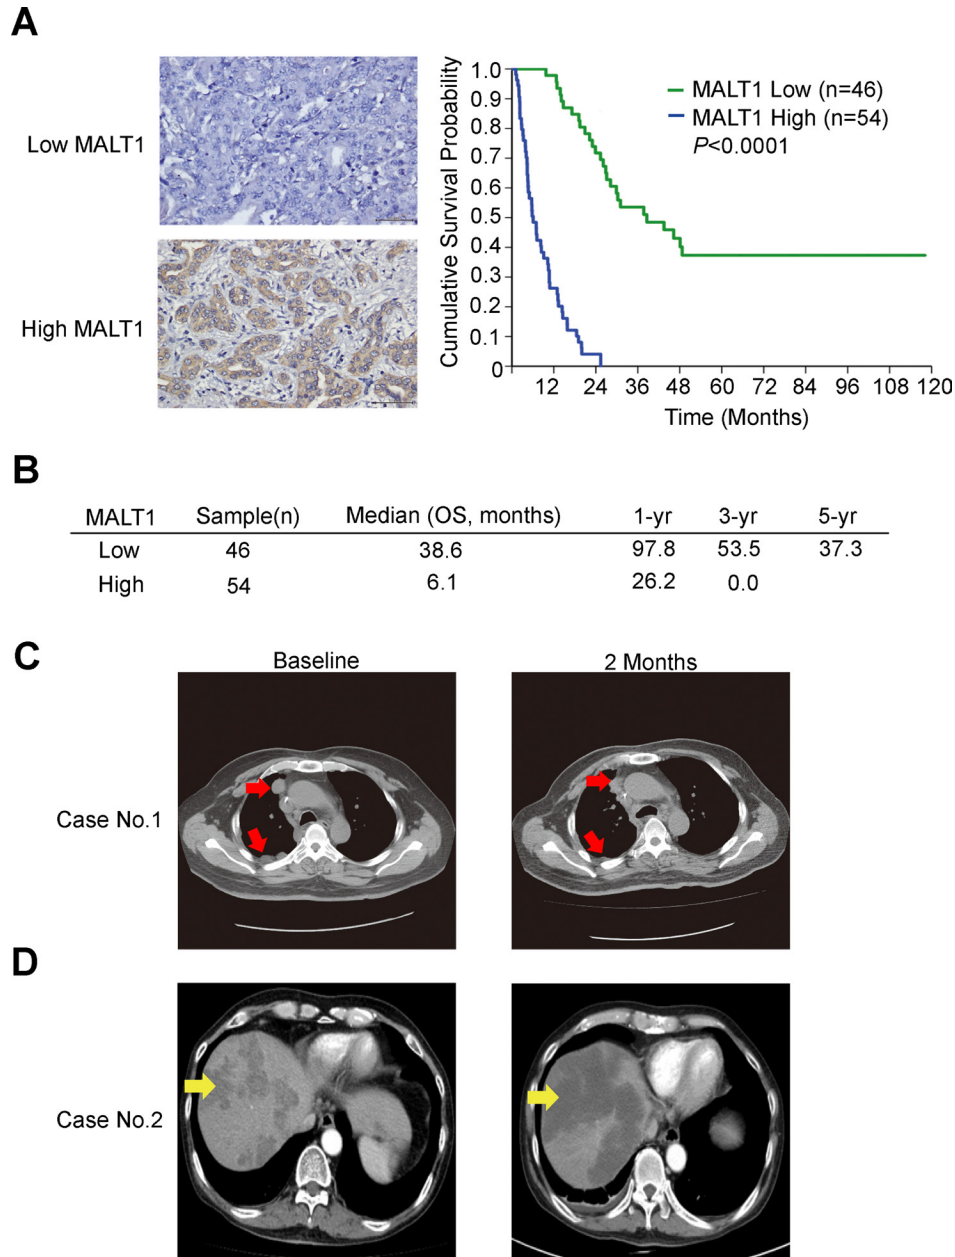 A
Low MALT1
High MALT1
Cumulative Survival Probability
1.0
0.9
0.8
0.7
0.6
0.5
0.4
0.3
0.2
0.1
0
12 24 36 48 60 72 84 96 108 120
Time (Months)
MALT1 Low (n=46)
MALT1 High (n=54)
P<0.0001
B
MALT1 Sample(n) Median (OS, months) 1-yr 3-yr 5-yr
Low 46 38.6 97.8 53.5 37.3
High 54 6.1 26.2 0.0
C
Baseline 2 Months
Case No.1
D
Case No.2